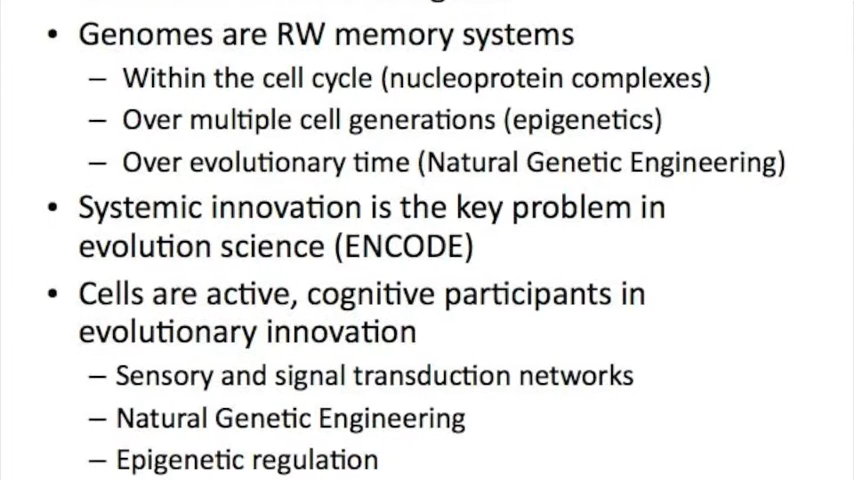 • Genomes are RW memory systems
– Within the cell cycle (nucleoprotein complexes)
– Over multiple cell generations (epigenetics)
– Over evolutionary time (Natural Genetic Engineering)
• Systemic innovation is the key problem in
evolution science (ENCODE)
• Cells are active, cognitive participants in
evolutionary innovation
– Sensory and signal transduction networks
– Natural Genetic Engineering
– Epigenetic regulation